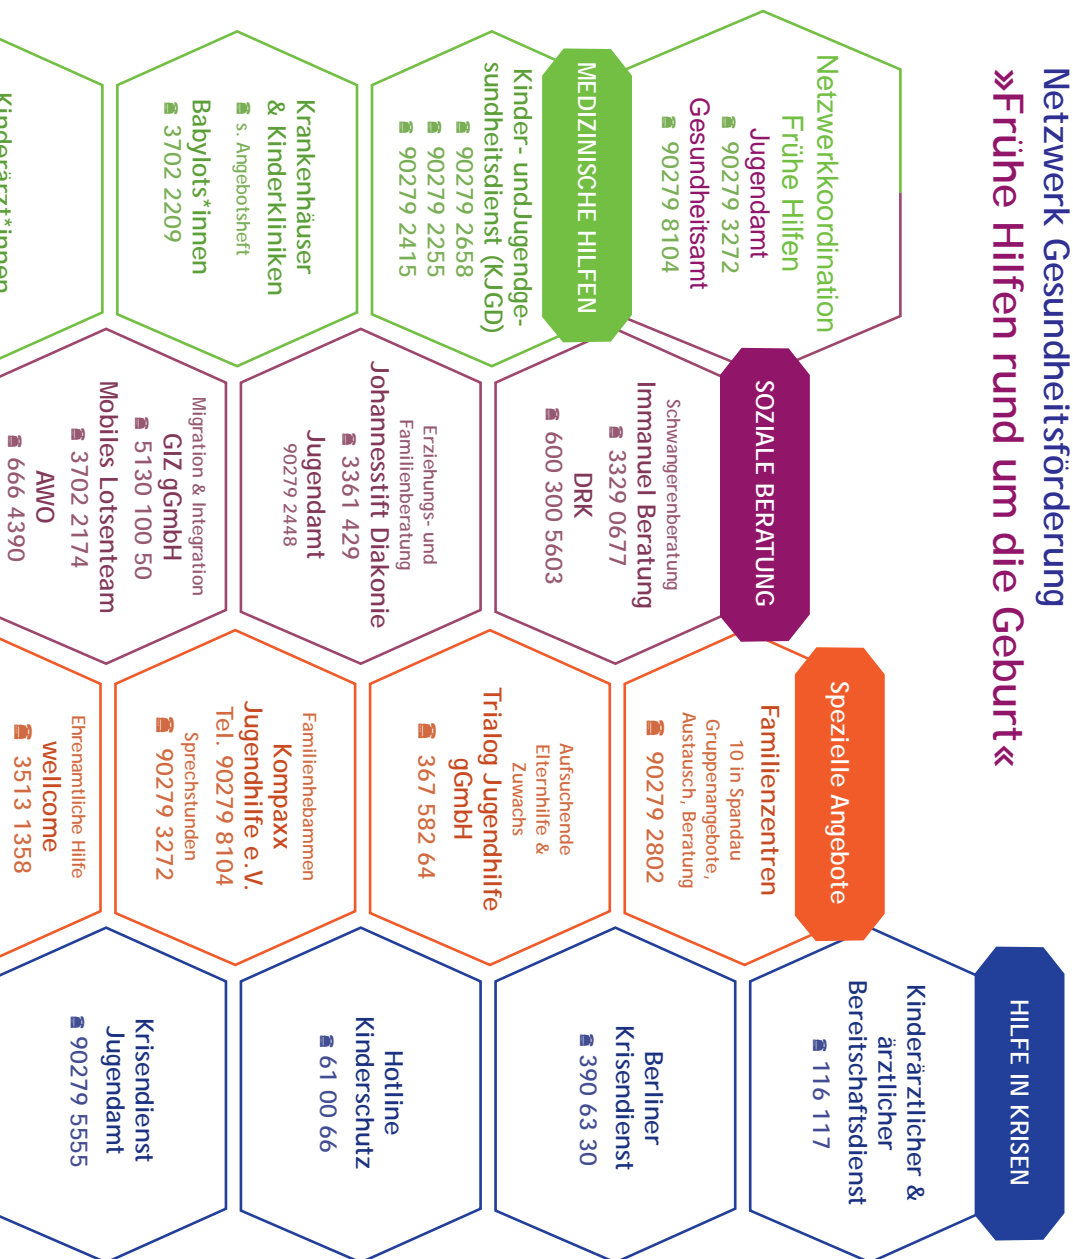 Netzwerk Gesundheitsförderung
»Frühe Hilfen rund um die Geburt«
Netzwerkkoordination
Frühe Hilfen
Jugendamt
☎ 90279 3272
Gesundheitsamt
☎ 90279 8104
MEDIZINISCHE HILFEN
Kinder- undJugendge-
sundheitsdienst (KJGD)
☎ 90279 2658
☎ 90279 2255
☎ 90279 2415
Krankenhäuser
& Kinderkliniken
☎ s. Angebotsheft
Babylots*innen
☎ 3702 2209
Kinderärzt*innen
SOZIALE BERATUNG
Schwangerenberatung
Immanuel Beratung
☎ 3329 0677
DRK
☎ 600 300 5603
Erziehungs- und
Familienberatung
Johannesstift Diakonie
☎ 3361 429
Jugendamt
90279 2448
Migration & Integration
GIZ gGmbH
☎ 5130 100 50
Mobiles Lotsenteam
☎ 3702 2174
AWO
☎ 666 4390
Spezielle Angebote
Familienzentren
10 in Spandau
Gruppenangebote,
Austausch, Beratung
☎ 90279 2802
Aufsuchende
Elternhilfe &
Zuwachs
Trialog Jugendhilfe
gGmbH
☎ 367 582 64
Familienhebammen
Kompaxx
Jugendhilfe e.V.
Tel. 90279 8104
Sprechstunden
☎ 90279 3272
Ehrenamtliche Hilfe
wellcome
☎ 3513 1358
HILFE IN KRISEN
Kinderärztlicher &
ärztlicher
Bereitschaftsdienst
☎ 116 117
Berliner
Krisendienst
☎ 390 63 30
Hotline
Kinderschutz
☎ 61 00 66
Krisendienst
Jugendamt
☎ 90279 5555